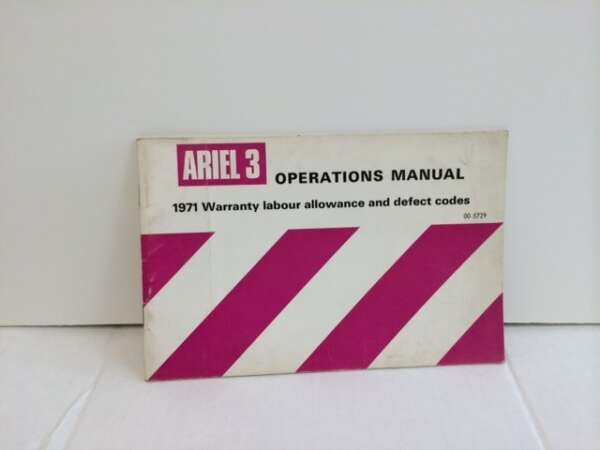 ARIEL 3 OPERATIONS MANUAL
1971 Warranty labour allowance and defect codes
00-5729